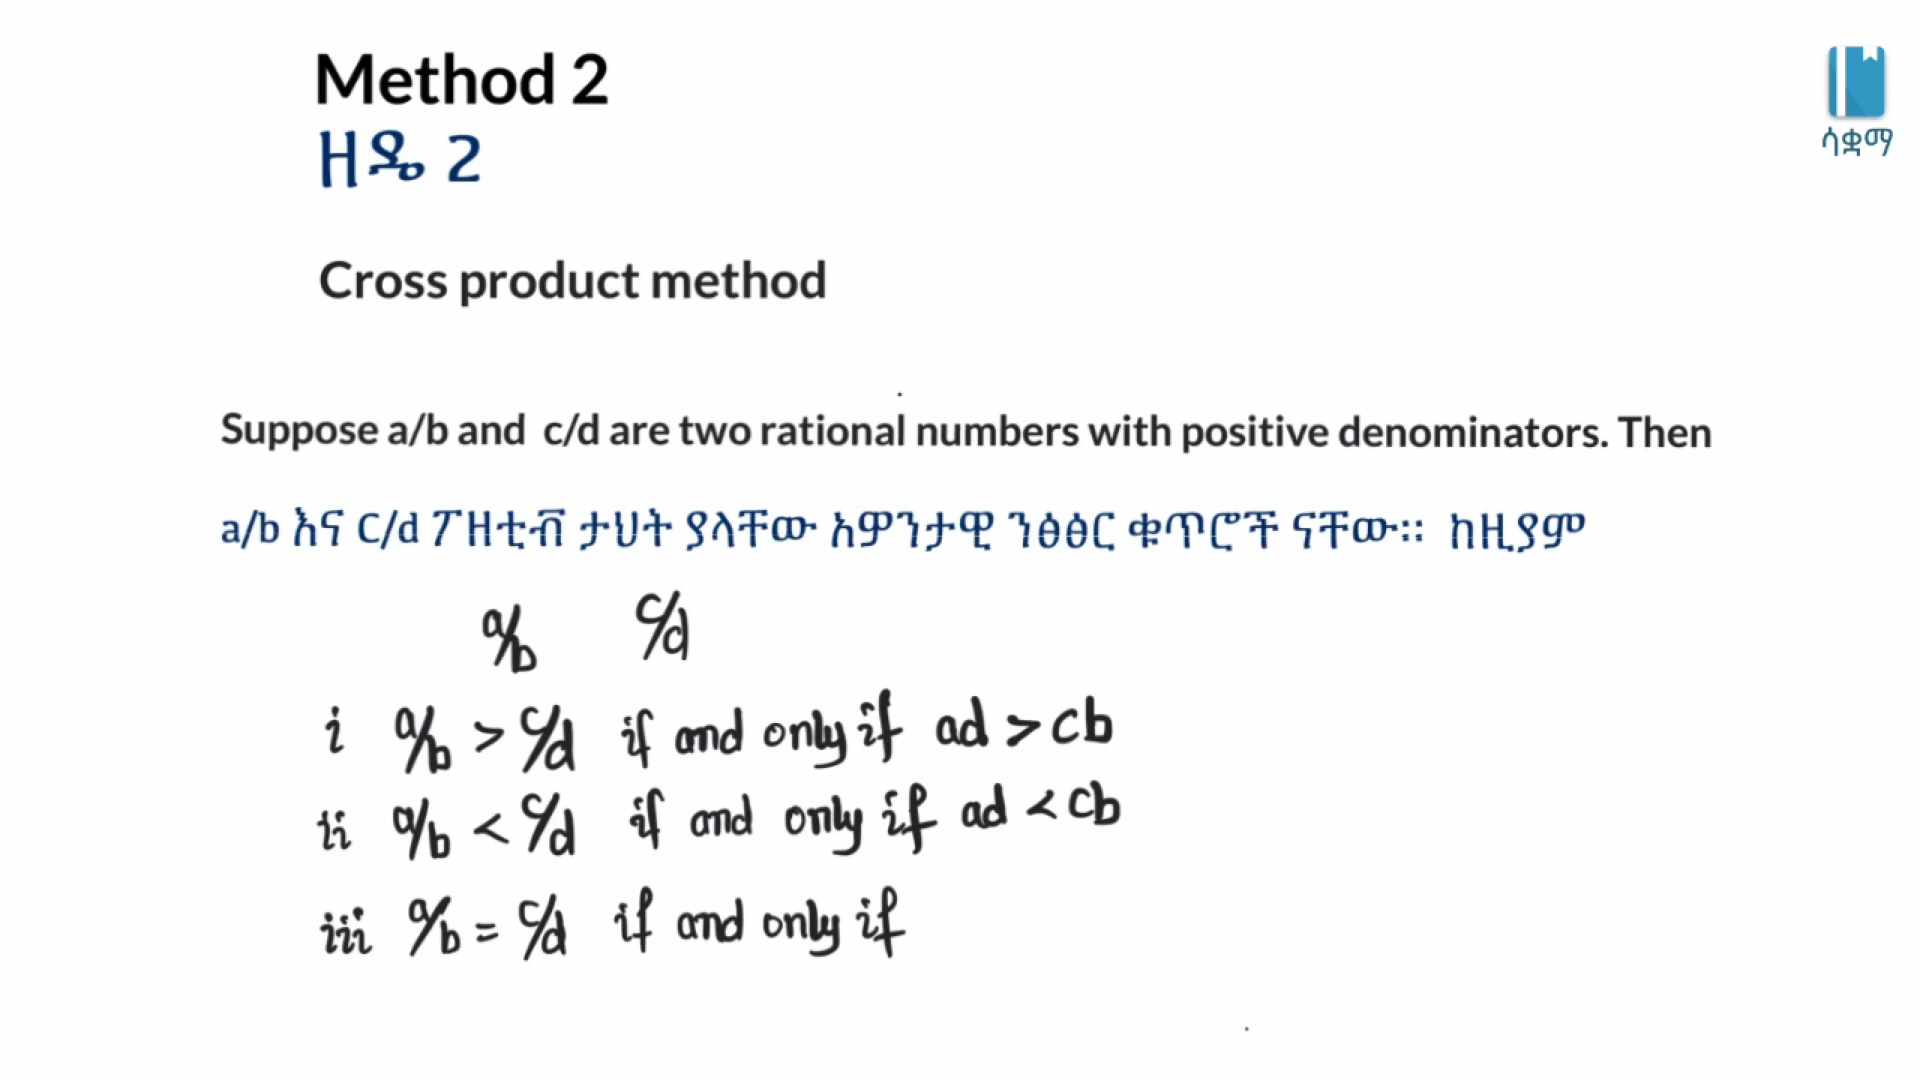 Method 2
ዘዴ 2
ሳቋማ
Cross product method
Suppose a/b and c/d are two rational numbers with positive denominators. Then
a/b እና C/d ፖዘቲቭ ታህት ያላቸው አዎንታዊ ንፅፅር ቁጥሮች ናቸው። ከዚያም
a/b c/d
i a/b > c/d if and only if ad > cb
ii a/b < c/d if and only if ad < cb
iii a/b = c/d if and only if